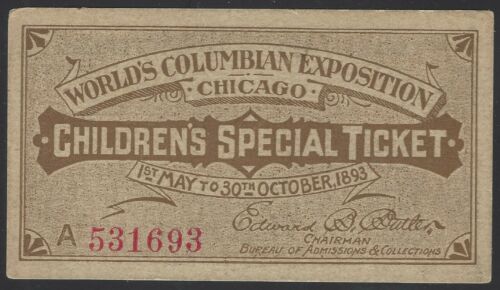 WORLD'S COLUMBIAN EXPOSITION
· CHICAGO ·
· CHILDREN'S SPECIAL TICKET ·
1ST MAY TO 30TH OCTOBER, 1893
Edward B. Butler,
CHAIRMAN
BUREAU OF ADMISSIONS & COLLECTIONS
A 531693